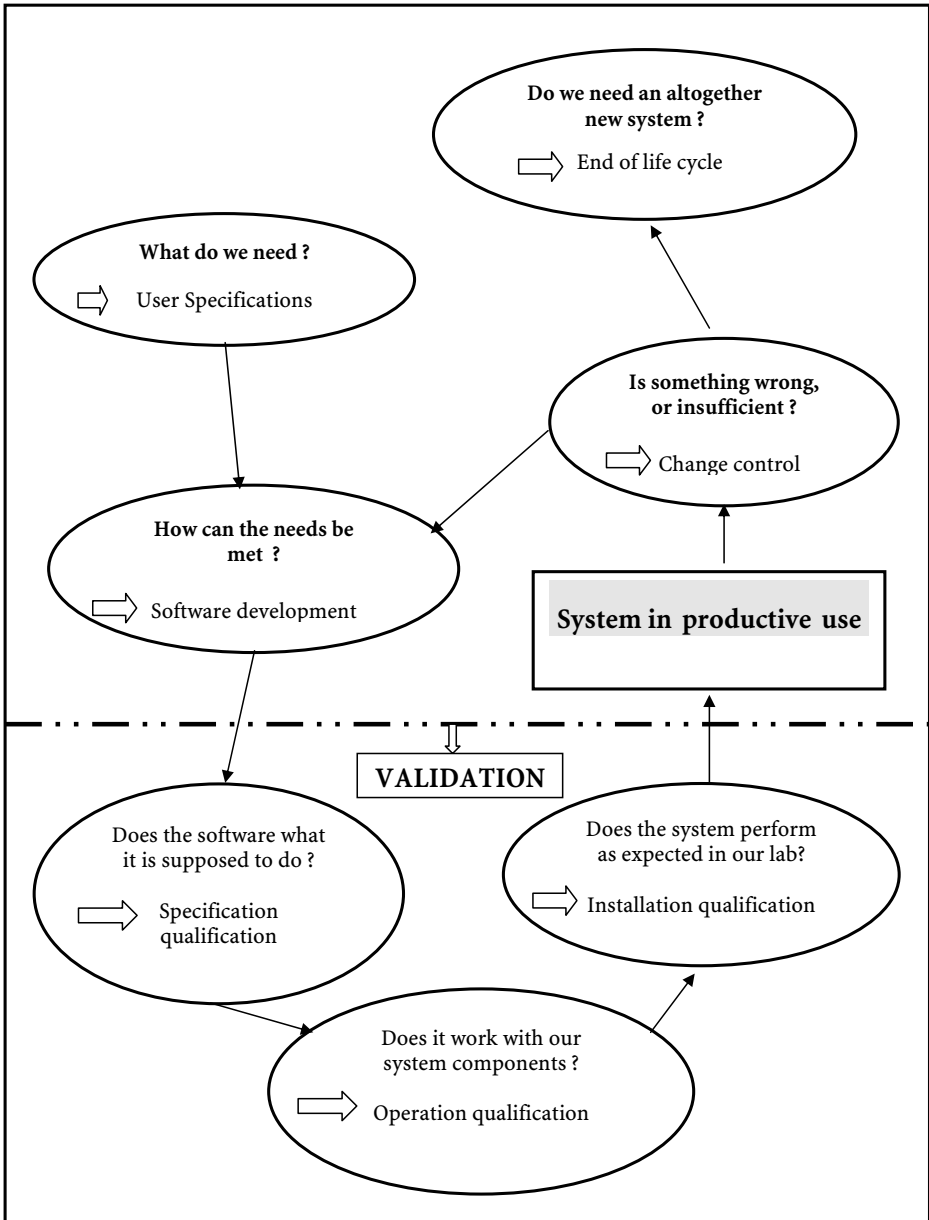 Do we need an altogether
new system ?
End of life cycle
What do we need ?
User Specifications
Is something wrong,
or insufficient ?
Change control
How can the needs be
met ?
Software development
System in productive use
VALIDATION
Does the software what
it is supposed to do ?
Specification
qualification
Does the system perform
as expected in our lab?
Installation qualification
Does it work with our
system components ?
Operation qualification